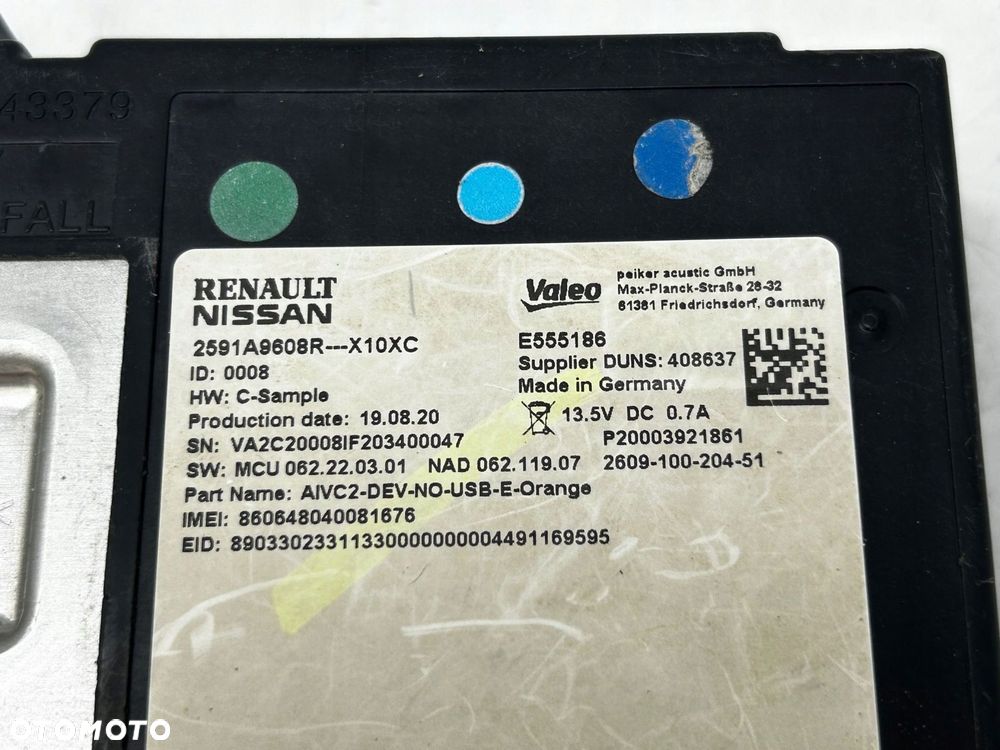 43379
FALL
RENAULT
NISSAN
Valeo
peiker acustic GmbH
Max-Planck-Straße 28-32
61381 Friedrichsdorf, Germany
2591A9608R---X10XC
E555186
ID: 0008
Supplier DUNS: 408637
HW: C-Sample
Made in Germany
Production date: 19.08.20
13.5V DC 0.7A
SN: VA2C20008IF203400047
P20003921861
SW: MCU 062.22.03.01 NAD 062.119.07 2609-100-204-51
Part Name: AIVC2-DEV-NO-USB-E-Orange
IMEI: 860648040081676
EID: 89033023311330000000004491169595
OTOMOTO